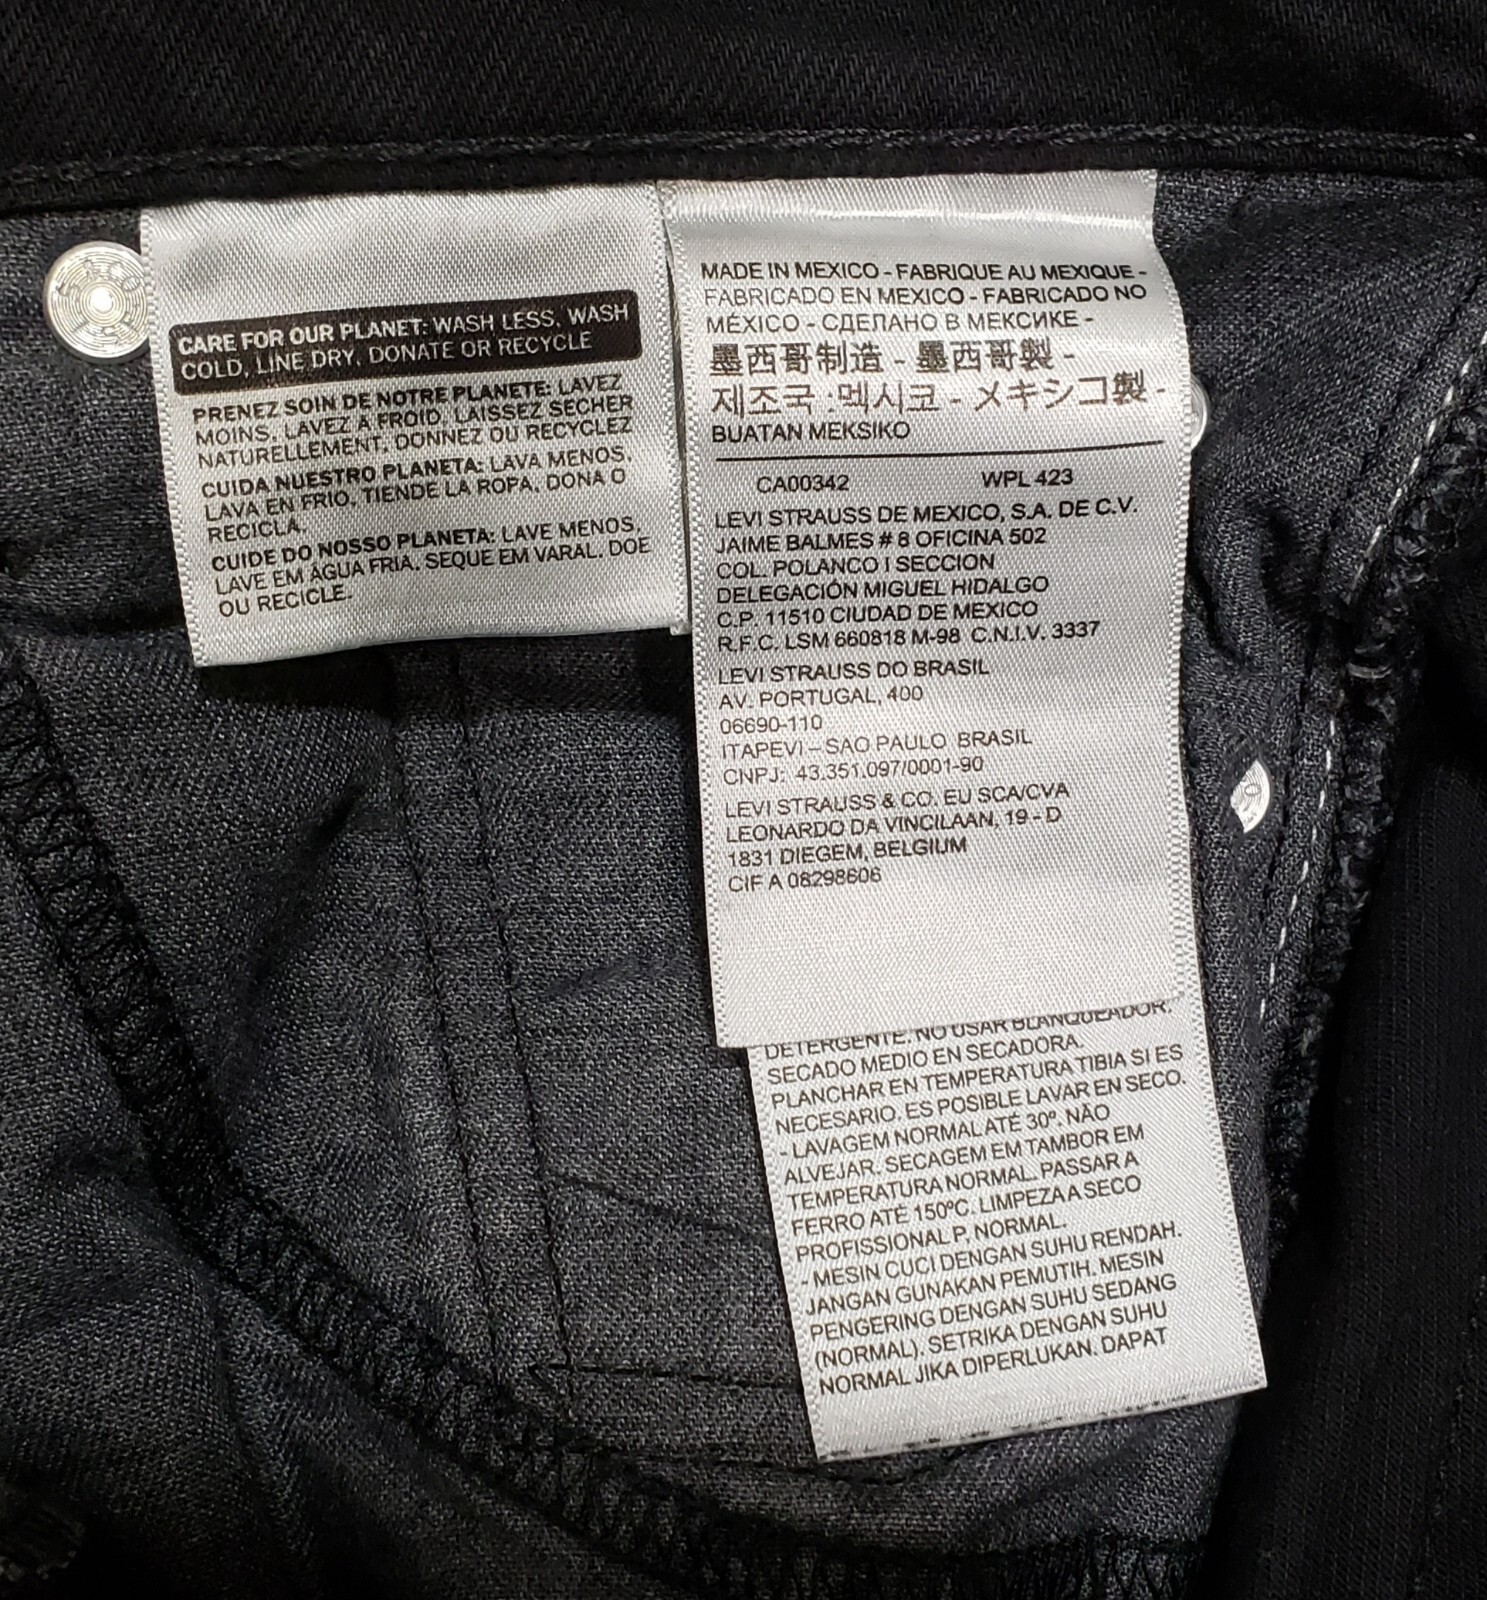 CARE FOR OUR PLANET: WASH LESS, WASH
COLD, LINE DRY, DONATE OR RECYCLE
PRENEZ SOIN DE NOTRE PLANETE: LAVEZ
MOINS, LAVEZ À FROID, LAISSEZ SECHER
NATURELLEMENT, DONNEZ OU RECYCLEZ
CUIDA NUESTRO PLANETA: LAVA MENOS,
LAVA EN FRIO, TIENDE LA ROPA, DONA O
RECICLA.
CUIDE DO NOSSO PLANETA: LAVE MENOS,
LAVE EM ÁGUA FRIA, SEQUE EM VARAL. DOE
OU RECICLE.
MADE IN MEXICO - FABRIQUE AU MEXIQUE -
FABRICADO EN MEXICO - FABRICADO NO
MÉXICO - СДЕЛАНО В МЕКСИКЕ -
墨西哥制造 - 墨西哥製 -
제조국 :멕시코 - メキシコ製 -
BUATAN MEKSIKO
CA00342 WPL 423
LEVI STRAUSS DE MEXICO, S.A. DE C.V.
JAIME BALMES # 8 OFICINA 502
COL. POLANCO I SECCION
DELEGACIÓN MIGUEL HIDALGO
C.P. 11510 CIUDAD DE MEXICO
R.F.C. LSM 660818 M-98 C.N.I.V. 3337
LEVI STRAUSS DO BRASIL
AV. PORTUGAL, 400
06690-110
ITAPEVI – SAO PAULO BRASIL
CNPJ: 43.351.097/0001-90
LEVI STRAUSS & CO. EU SCA/CVA
LEONARDO DA VINCILAAN, 19 - D
1831 DIEGEM, BELGIUM
CIF A 08298606
DETERGENTE. NO USAR BLANQUEADOR.
SECADO MEDIO EN SECADORA.
PLANCHAR EN TEMPERATURA TIBIA SI ES
NECESARIO. ES POSIBLE LAVAR EN SECO.
- LAVAGEM NORMAL ATÉ 30º. NÃO
ALVEJAR. SECAGEM EM TAMBOR EM
TEMPERATURA NORMAL. PASSAR A
FERRO ATÉ 150ºC. LIMPEZA A SECO
PROFISSIONAL P, NORMAL.
- MESIN CUCI DENGAN SUHU RENDAH.
JANGAN GUNAKAN PEMUTIH. MESIN
PENGERING DENGAN SUHU SEDANG
(NORMAL). SETRIKA DENGAN SUHU
NORMAL JIKA DIPERLUKAN. DAPAT